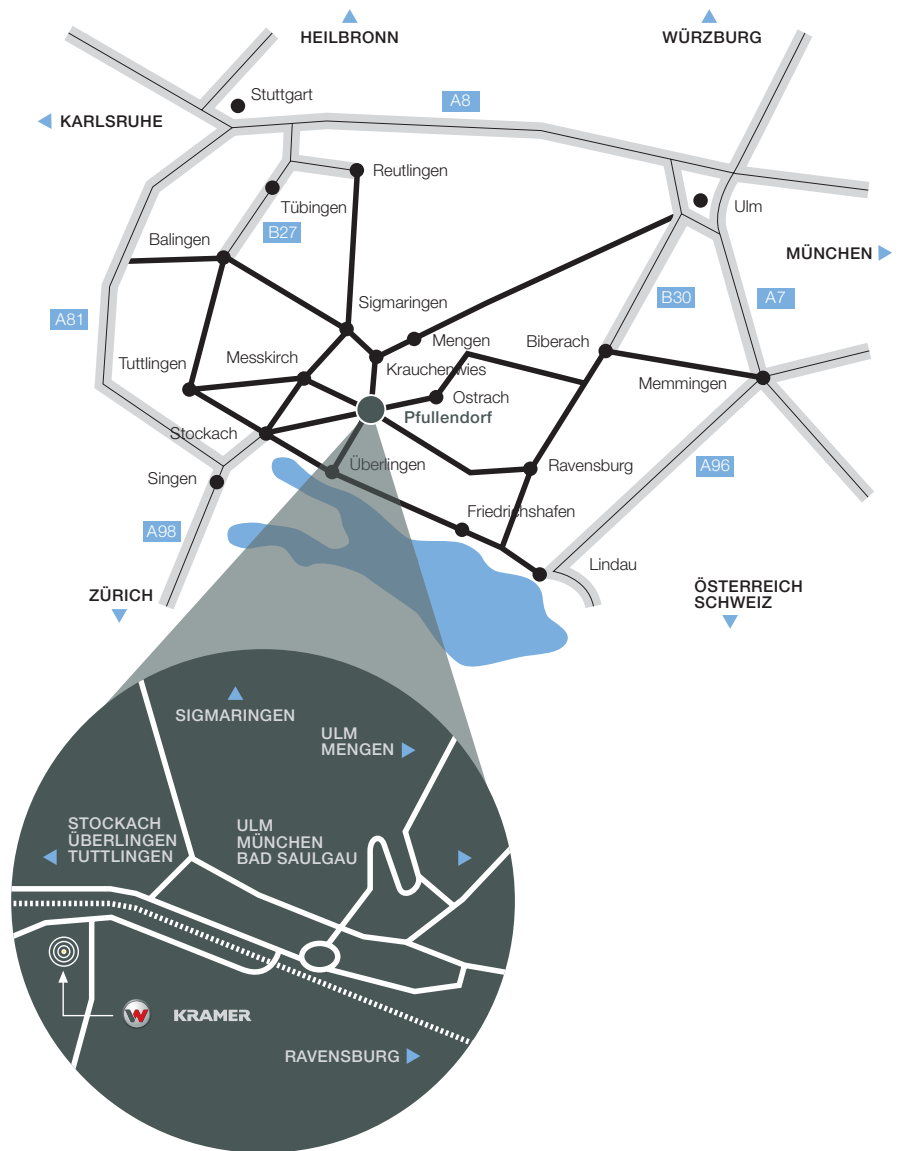 HEILBRONN
WÜRZBURG
Stuttgart
A8
KARLSRUHE
Reutlingen
Tübingen
Ulm
B27
Balingen
MÜNCHEN
B30
A7
Sigmaringen
A81
Mengen
Biberach
Messkirch
Tuttlingen
Krauchenwies
Memmingen
Ostrach
Pfullendorf
Stockach
Überlingen
Ravensburg
A96
Singen
Friedrichshafen
A98
Lindau
ZÜRICH
ÖSTERREICH
SCHWEIZ
SIGMARINGEN
ULM
MENGEN
STOCKACH
ÜBERLINGEN
TUTTLINGEN
ULM
MÜNCHEN
BAD SAULGAU
KRAMER
RAVENSBURG